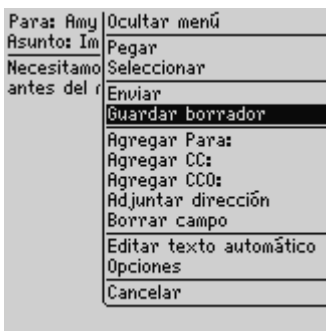 Para: Amy
Asunto: Im
Necesitamo
antes del
Ocultar menú
Pegar
Seleccionar
Enviar
Guardar borrador
Agregar Para:
Agregar CC:
Agregar CCO:
Adjuntar dirección
Borrar campo
Editar texto automático
Opciones
Cancelar